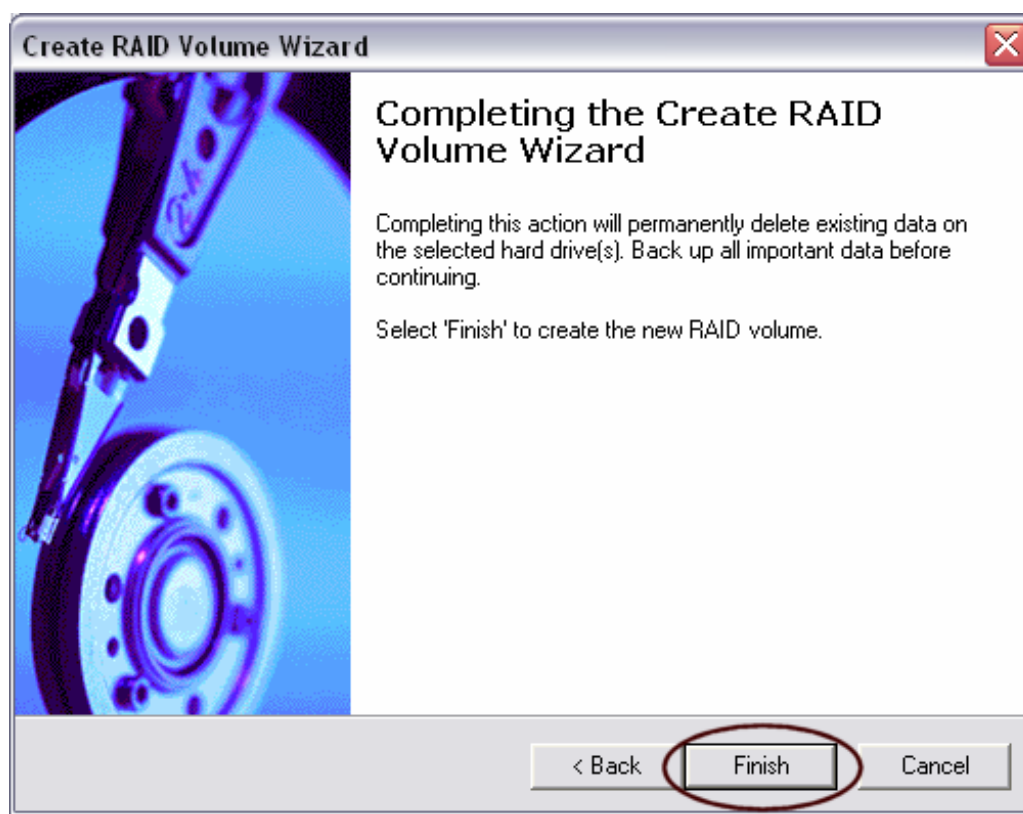 Create RAID Volume Wizard
Completing the Create RAID
Volume Wizard
Completing this action will permanently delete existing data on
the selected hard drive(s). Back up all important data before
continuing.
Select 'Finish' to create the new RAID volume.
< Back
Finish
Cancel